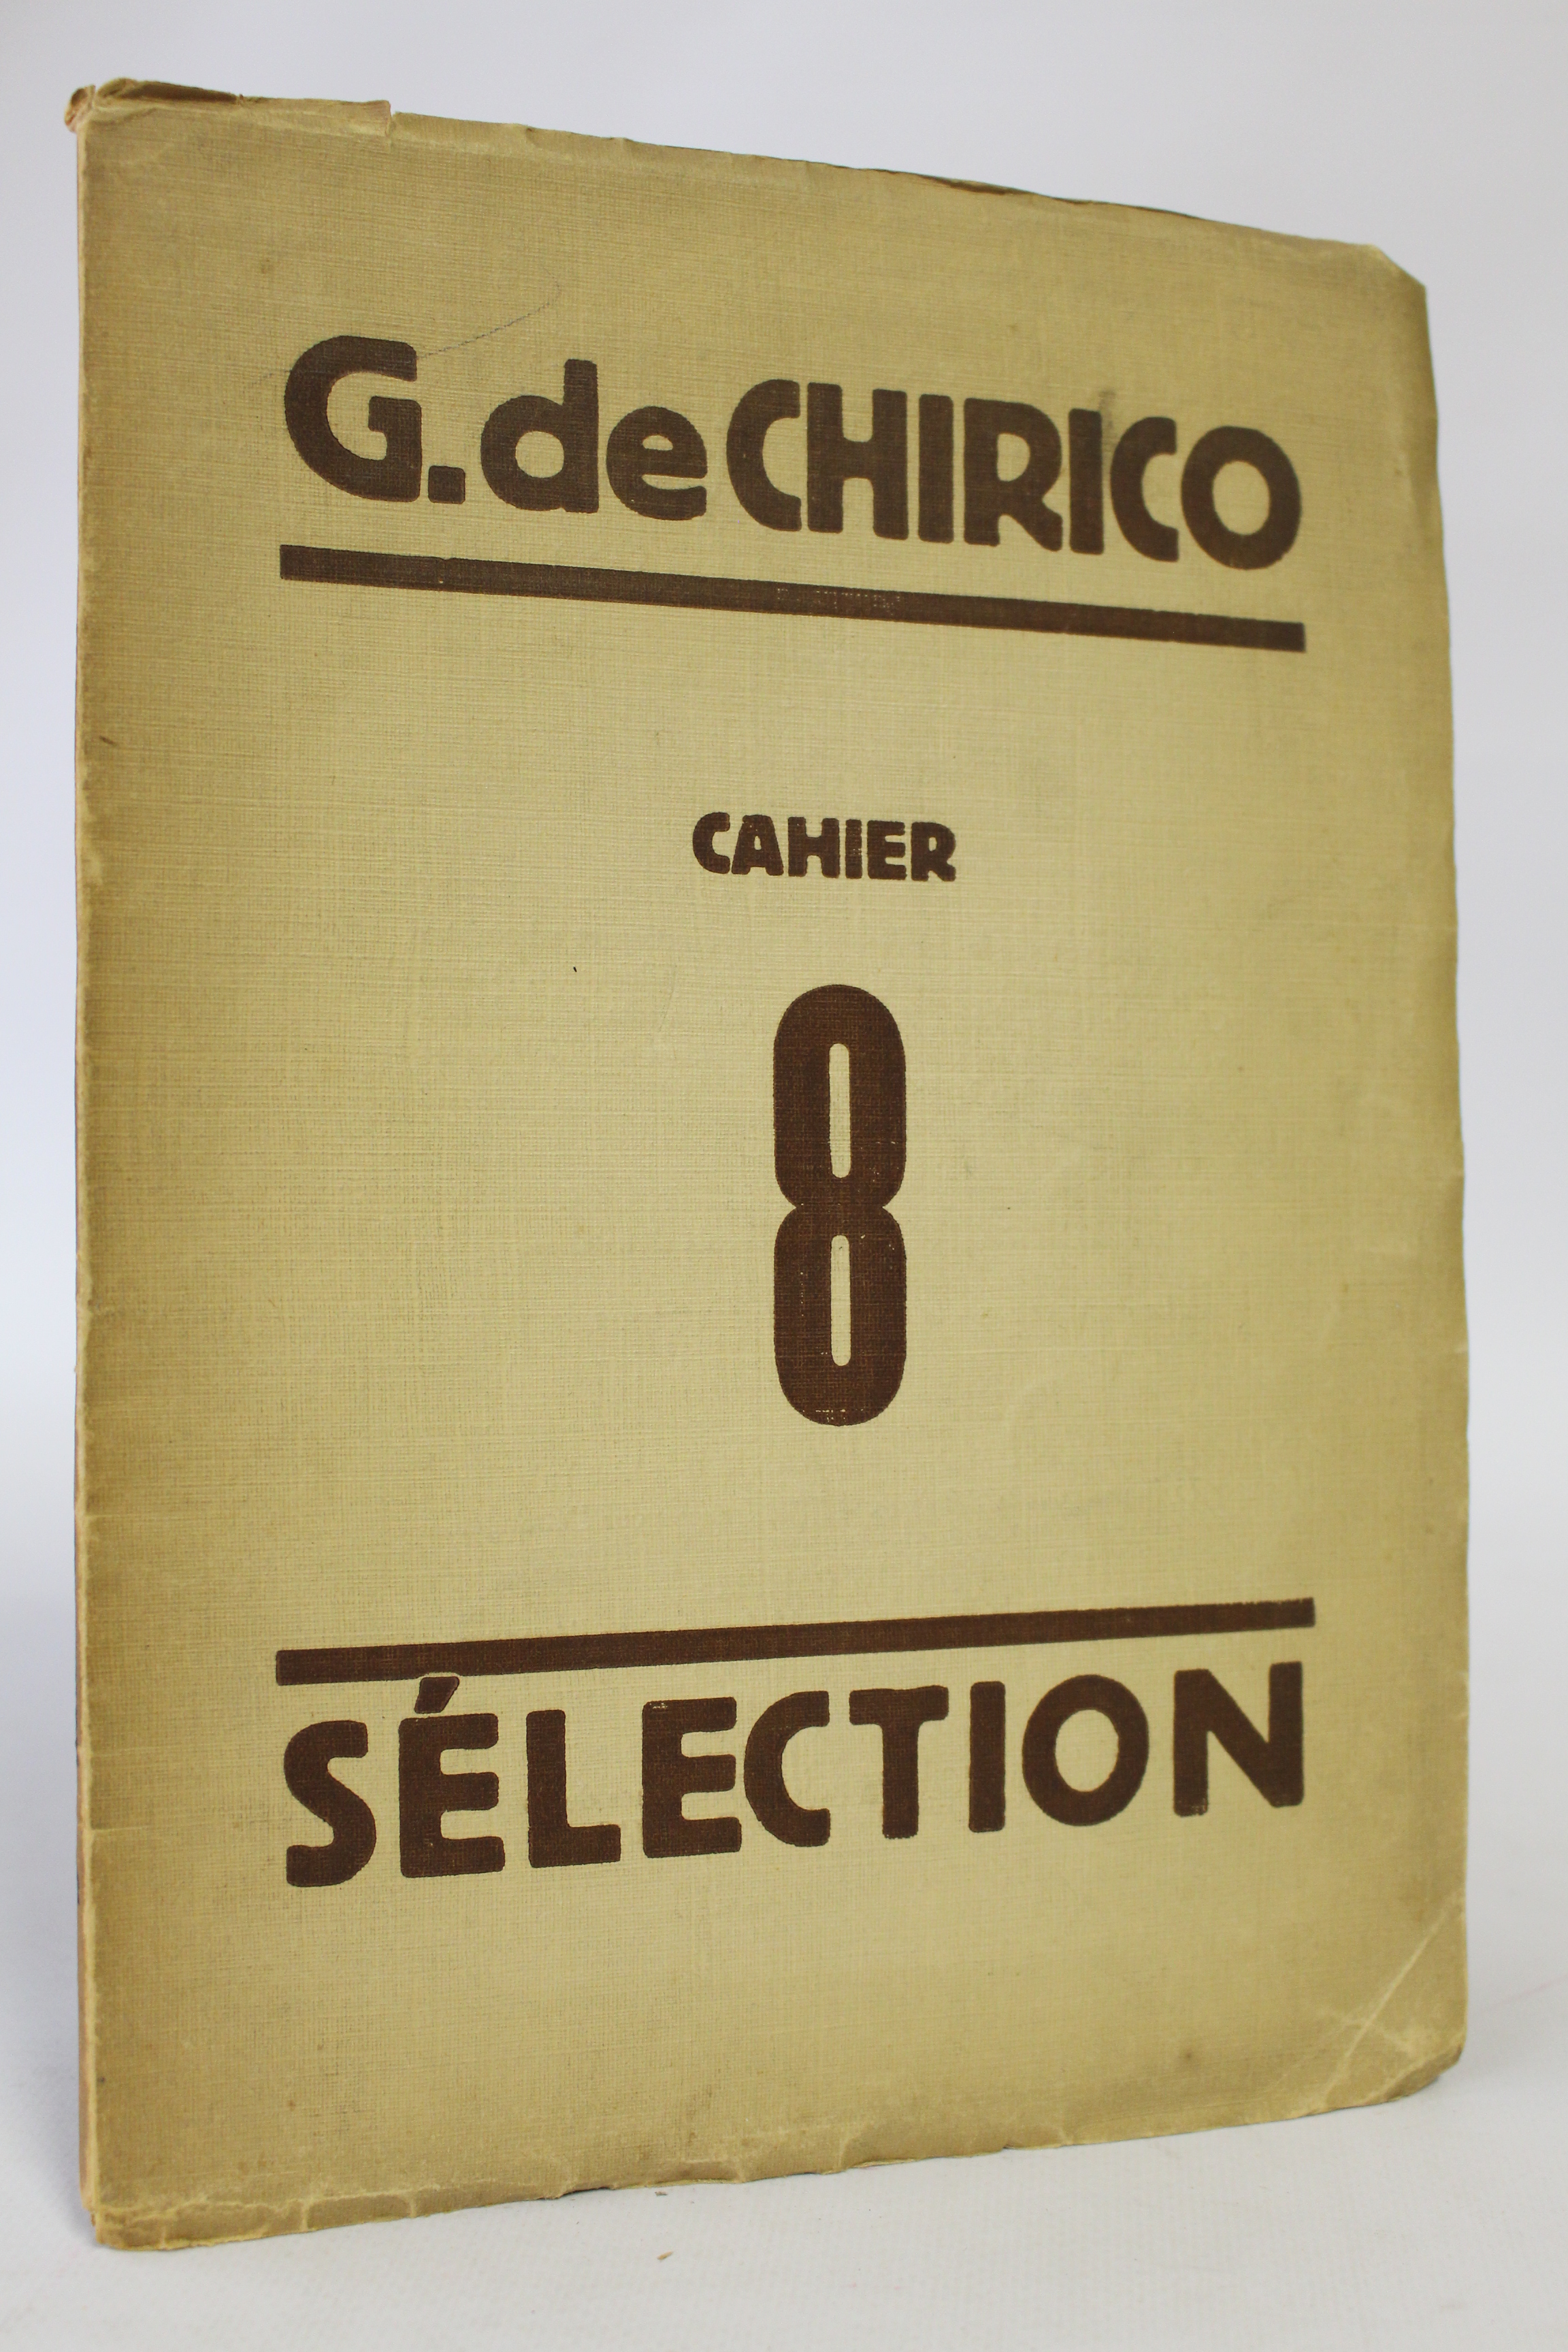 G. de CHIRICO
CAHIER
8
SÉLECTION